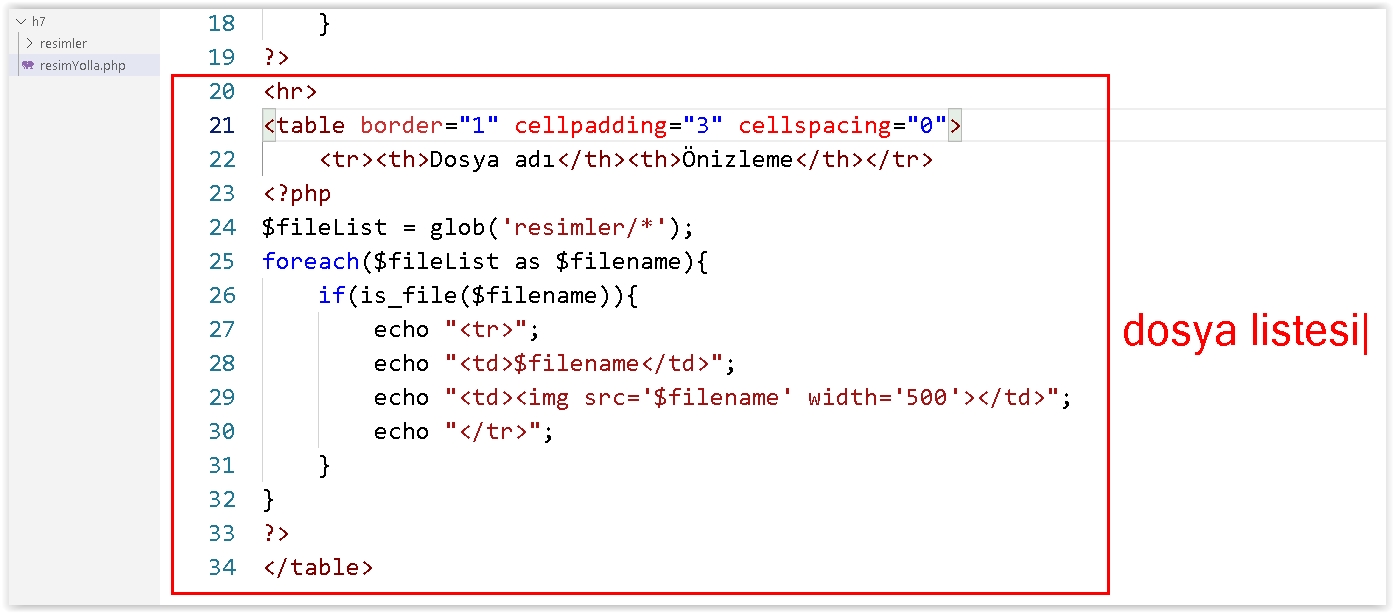 h7
resimler
resimYolla.php
18 }
19 ?>
20 <hr>
21 <table border="1" cellpadding="3" cellspacing="0">
22 <tr><th>Dosya adı</th><th>Önizleme</th></tr>
23 <?php
24 $fileList = glob('resimler/*');
25 foreach($fileList as $filename){
26 if(is_file($filename)){
27 echo "<tr>";
28 echo "<td>$filename</td>";
29 echo "<td><img src='$filename' width='500'></td>";
30 echo "</tr>";
31 }
32 }
33 ?>
34 </table>
dosya listesi